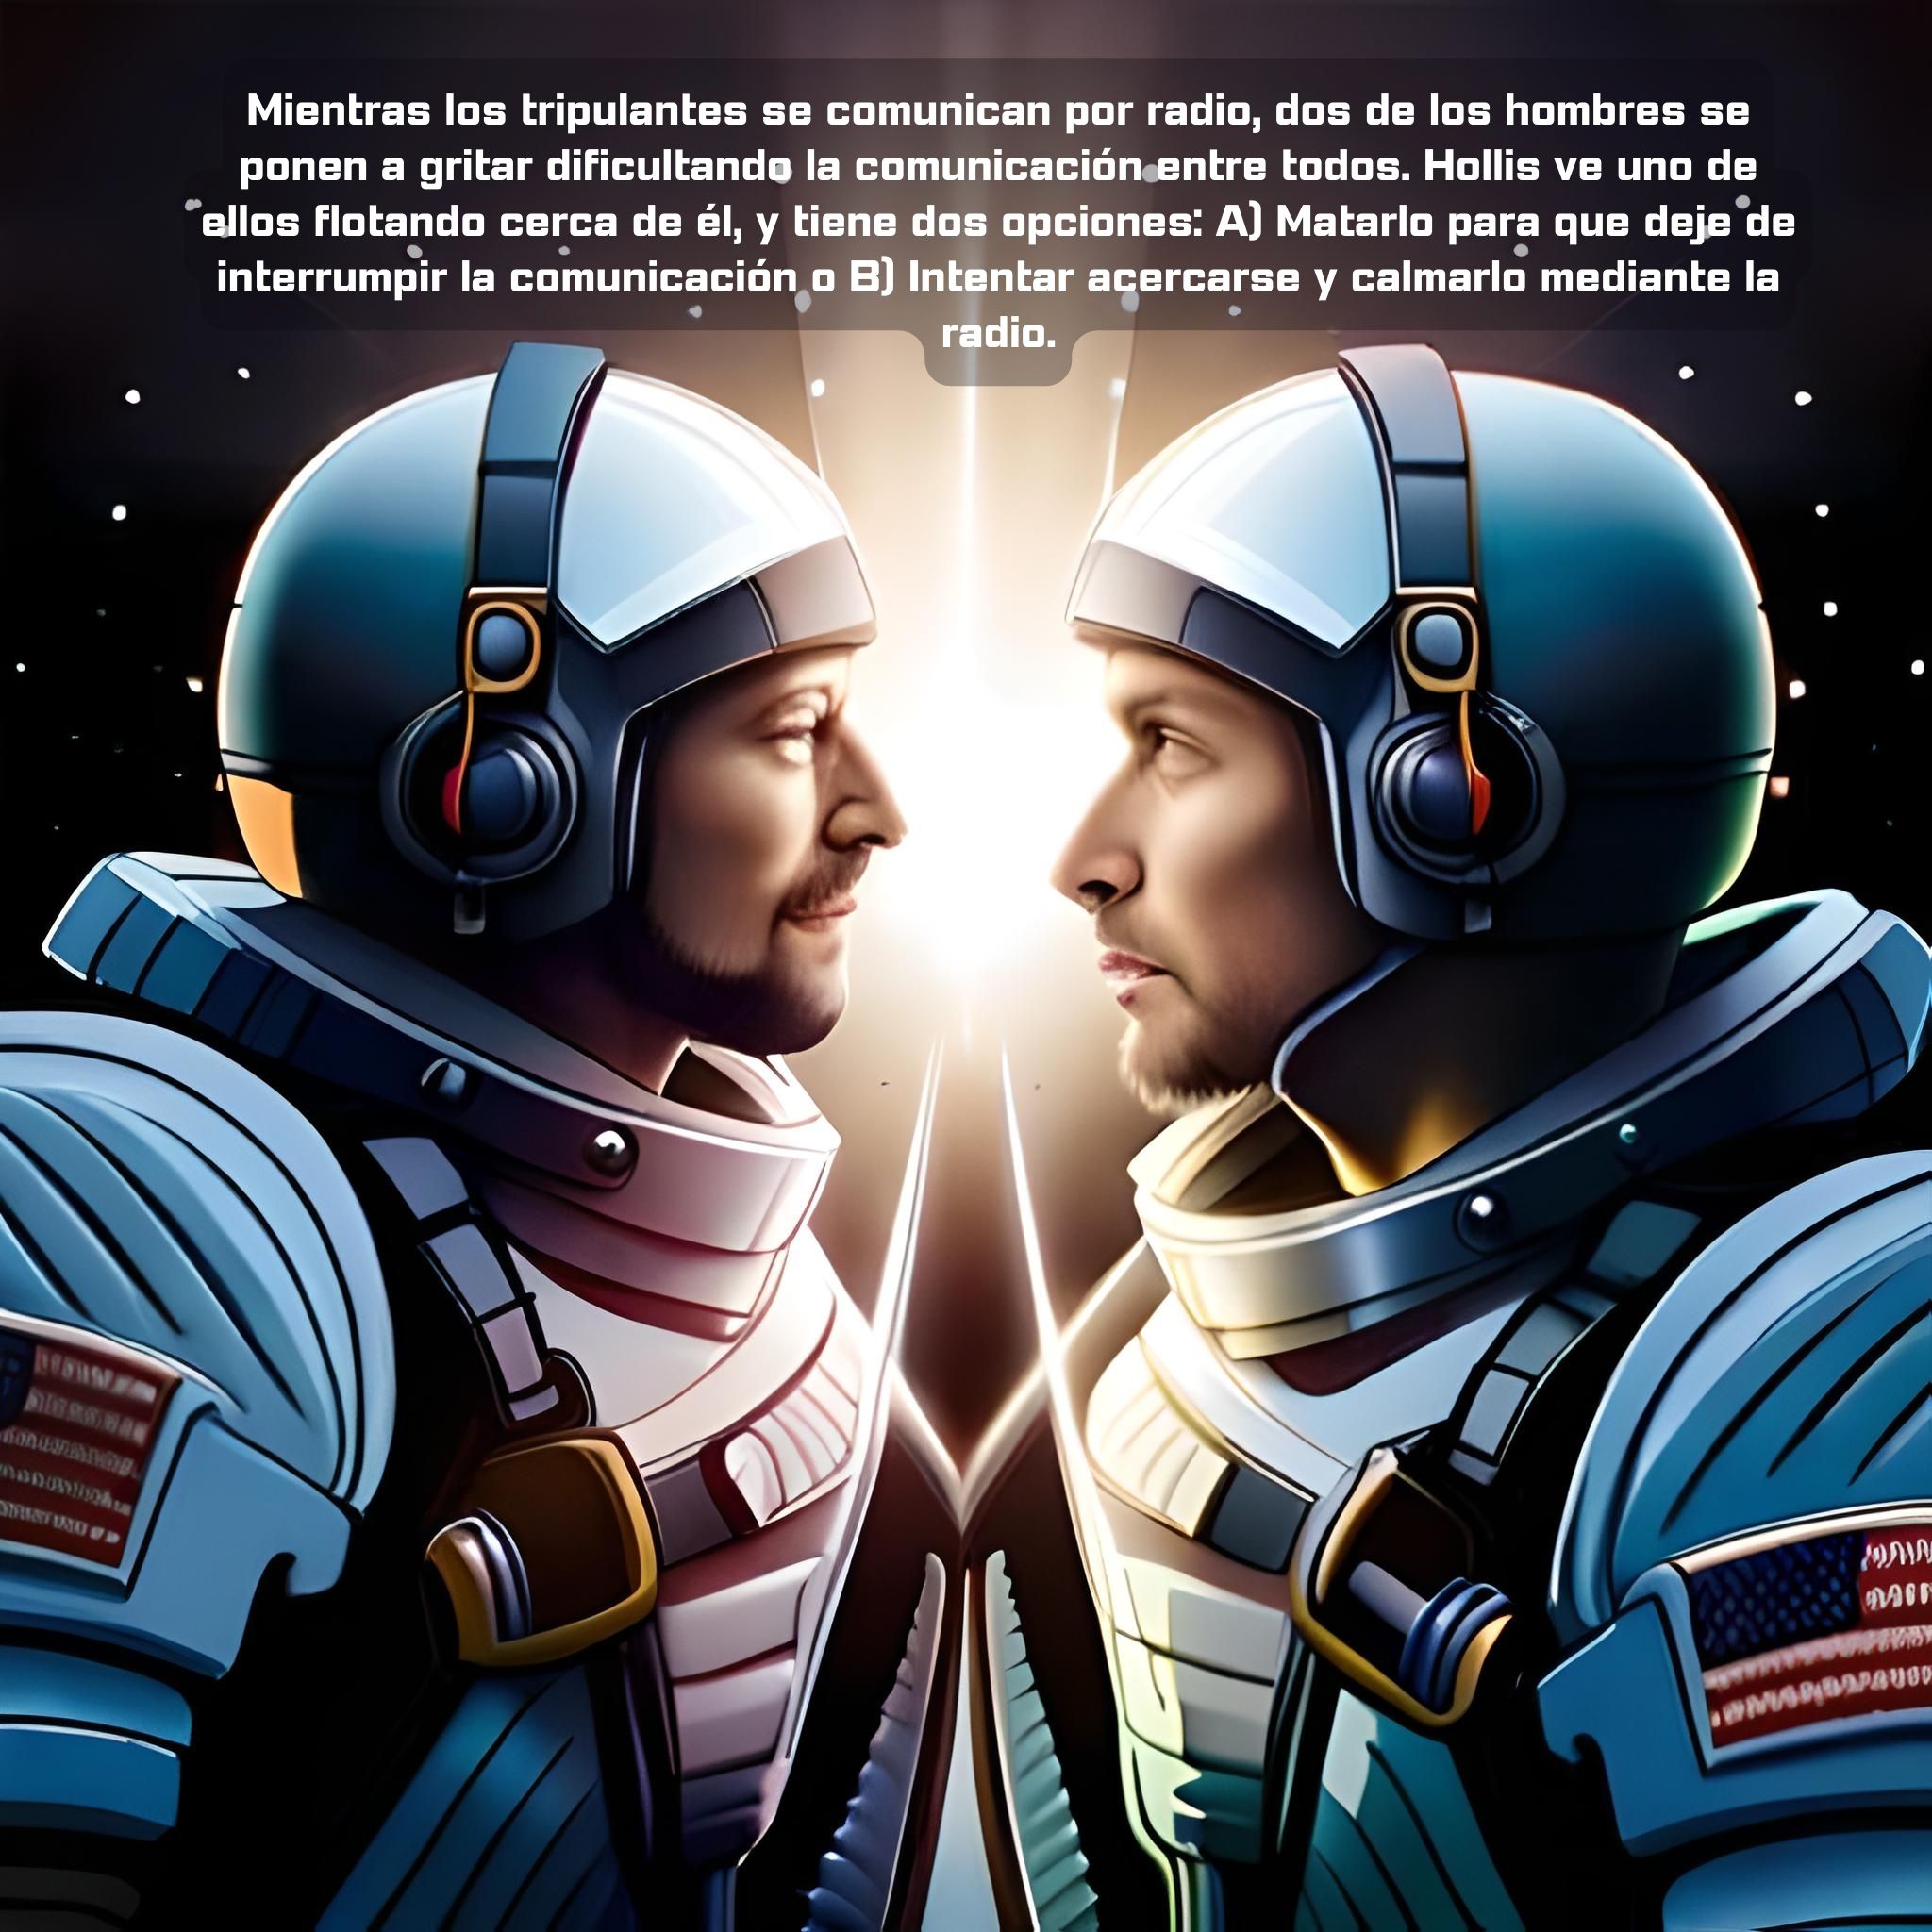 Mientras los tripulantes se comunican por radio, dos de los hombres se
ponen a gritar dificultando la comunicación entre todos. Hollis ve uno de
ellos flotando cerca de él, y tiene dos opciones: A) Matarlo para que deje de
interrumpir la comunicación o B) Intentar acercarse y calmarlo mediante la
radio.